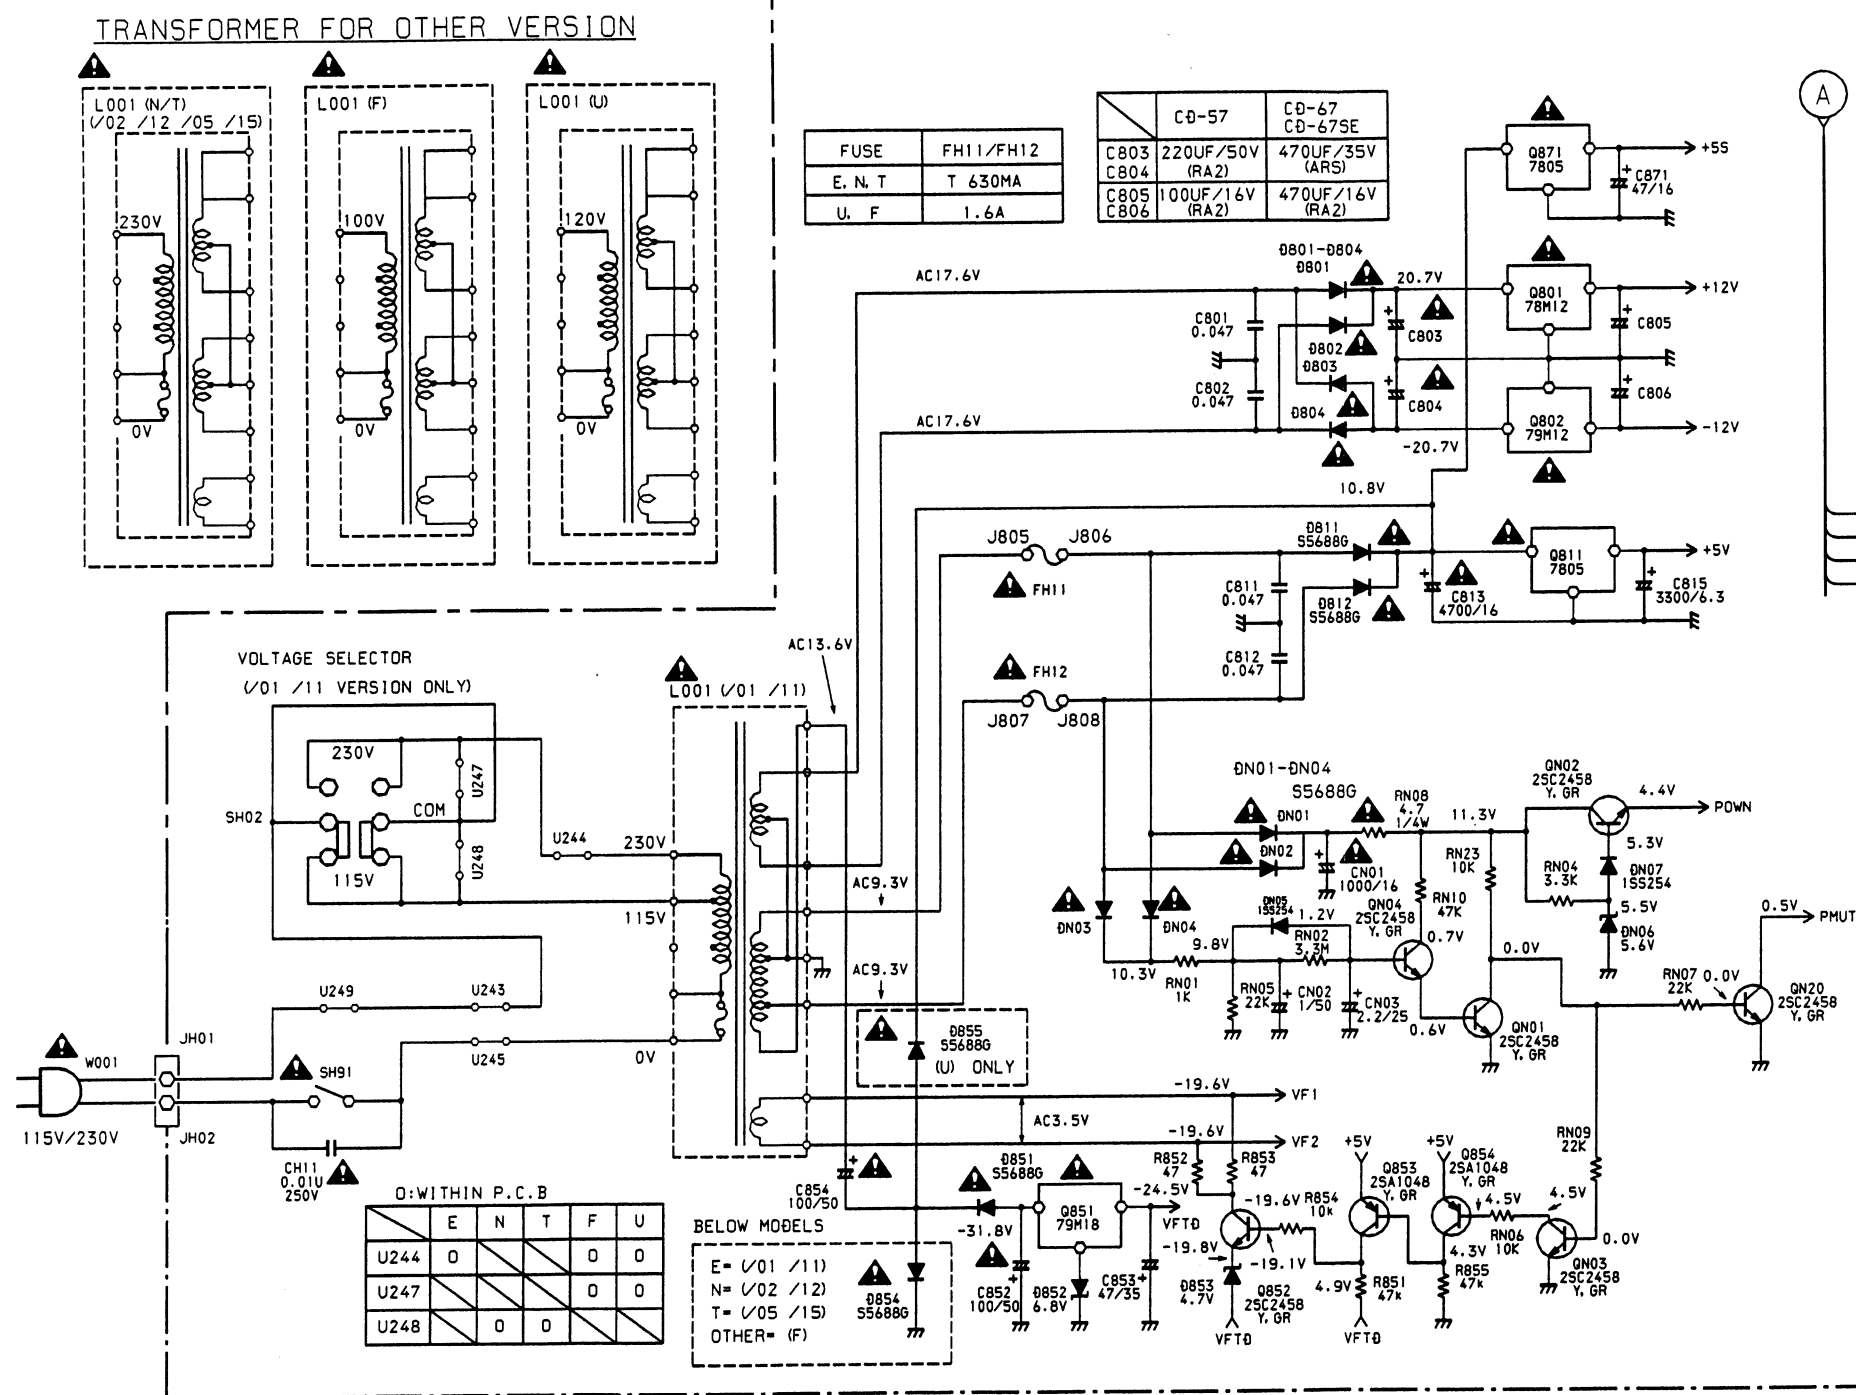 TRANSFORMER FOR OTHER VERSION
L001 (N/T)
(/02 /12 /05 /15)
230V
0V
L001 (F)
100V
0V
L001 (U)
120V
0V
FUSE FH11/FH12
E. N. T T 630MA
U. F 1.6A
CD-57 CD-67
CD-67SE
C803 220UF/50V 470UF/35V
C804 (RA2) (ARS)
C805 100UF/16V 470UF/16V
C806 (RA2) (RA2)
A
Q871
7805
+5S
C871
47/16
D801-D804
D801
AC17.6V
20.7V
Q801
78M12
+12V
C801
0.047
C803
C805
D802
D803
C802
0.047
C804
C806
D804
AC17.6V
-20.7V
Q802
79M12
-12V
10.8V
J805
J806
FH11
D811
S5688G
Q811
7805
+5V
C811
0.047
D812
S5688G
C813
4700/16
C815
3300/6.3
FH12
J807
J808
C812
0.047
VOLTAGE SELECTOR
(/01 /11 VERSION ONLY)
230V
SH02
COM
115V
U247
U248
U244
230V
115V
0V
L001 (/01 /11)
AC13.6V
AC9.3V
AC9.3V
U249
U243
U245
JH01
W001
SH91
115V/230V
JH02
CH11
0.01U
250V
D855
S5688G
(U) ONLY
DN01-DN04
S5688G
DN01
DN02
DN03
DN04
RN08
4.7
1/4W
11.3V
CN01
1000/16
RN23
10K
RN10
47K
QN02
2SC2458
Y. GR
4.4V
POWN
5.3V
RN04
3.3K
DN07
1SS254
5.5V
DN06
5.6V
0.5V
PMUT
DN05
1SS254
1.2V
QN04
2SC2458
Y. GR
0.7V
9.8V
RN02
3.3M
10.3V
RN01
1K
RN05
22K
CN02
1/50
CN03
2.2/25
0.6V
0.0V
QN01
2SC2458
Y. GR
RN07
22K
0.0V
QN20
2SC2458
Y. GR
RN09
22K
-19.6V
VF1
AC3.5V
-19.6V
VF2
C854
100/50
D851
S5688G
-31.8V
Q851
79M18
-24.5V
VFTD
R852
47
R853
47
-19.6V
R854
10k
-19.8V
-19.1V
D853
4.7V
VFTD
Q852
2SC2458
Y. GR
+5V
Q853
2SA1048
Y. GR
4.9V
R851
47k
VFTD
+5V
Q854
2SA1048
Y. GR
4.5V
4.5V
RN06
10K
4.3V
R855
47k
QN03
2SC2458
Y. GR
0.0V
D854
S5688G
C852
100/50
D852
6.8V
C853
47/35
O:WITHIN P.C.B
E N T F U
U244 O O O
U247 O O
U248 O O
BELOW MODELS
E= (/01 /11)
N= (/02 /12)
T= (/05 /15)
OTHER= (F)